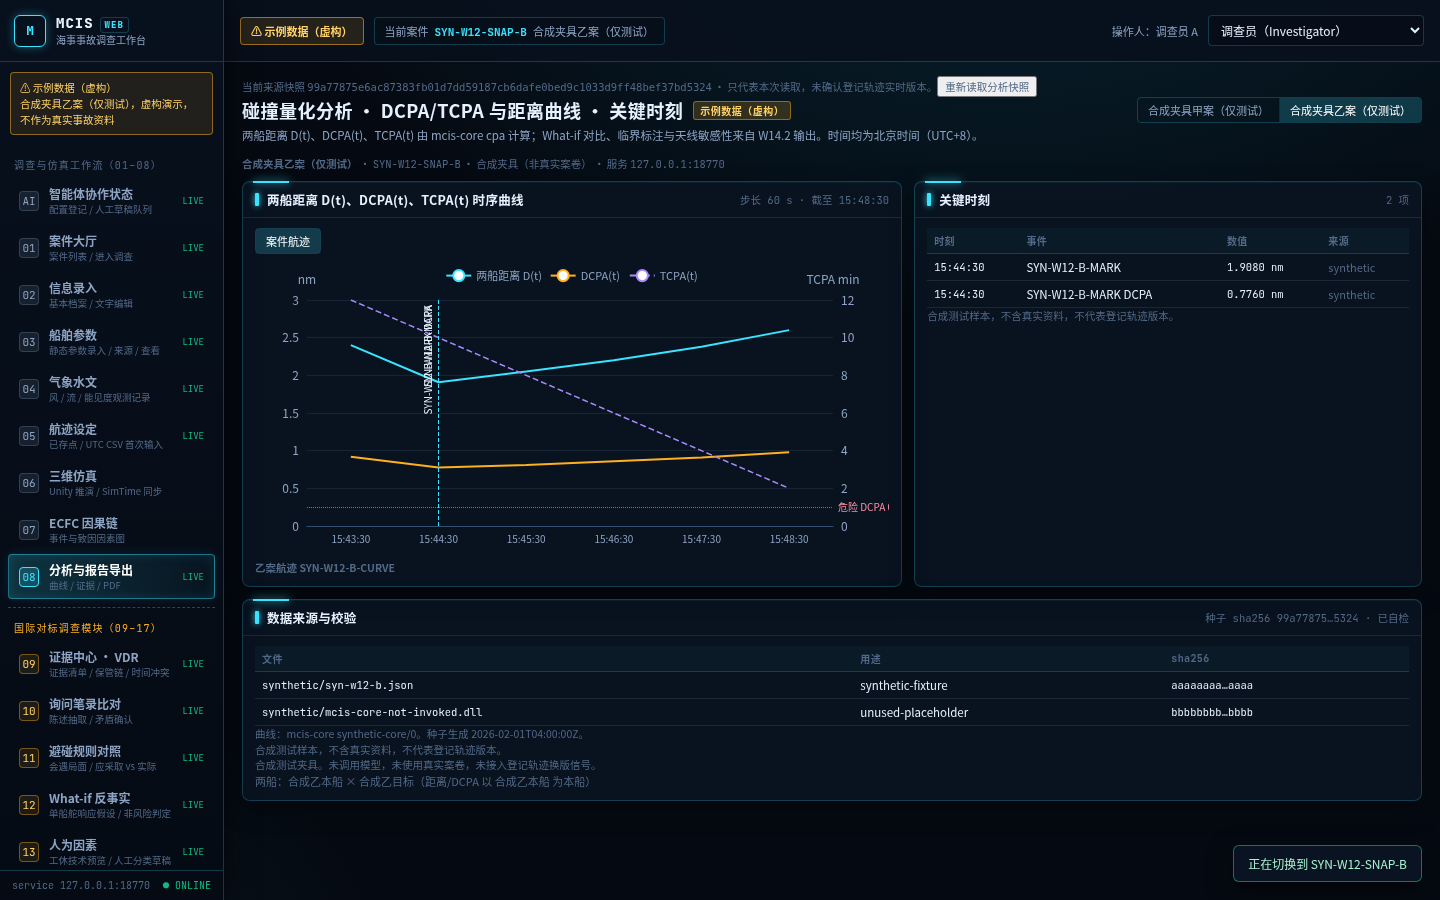 M
MCIS WEB
海事事故调查工作台
⚠ 示例数据（虚构）
合成夹具乙案（仅测试），虚构演示，
不作为真实事故资料
调查与仿真工作流（01-08）
AI 智能体协作状态 LIVE
配置登记 / 人工草稿队列
01 案件大厅 LIVE
案件列表 / 进入调查
02 信息录入 LIVE
基本档案 / 文字编辑
03 船舶参数 LIVE
静态参数录入 / 来源 / 查看
04 气象水文 LIVE
风 / 流 / 能见度观测记录
05 航迹设定 LIVE
已存点 / UTC CSV 首次输入
06 三维仿真
Unity 推演 / SimTime 同步
07 ECFC 因果链
事件与致因因素图
08 分析与报告导出 LIVE
曲线 / 证据 / PDF
国际对标调查模块（09-17）
09 证据中心 · VDR LIVE
证据清单 / 保管链 / 时间冲突
10 询问笔录比对 LIVE
陈述抽取 / 矛盾确认
11 避碰规则对照 LIVE
会遇局面 / 应采取 vs 实际
12 What-if 反事实 LIVE
单船舵响应假设 / 非风险判定
13 人为因素 LIVE
工休技术预览 / 人工分类草稿
service 127.0.0.1:18770 ● ONLINE
⚠ 示例数据（虚构）
当前案件 SYN-W12-SNAP-B 合成夹具乙案（仅测试）
操作人：调查员 A
调查员（Investigator）
当前来源快照 99a77875e6ac87383fb01d7dd59187cb6dafe0bed9c1033d9ff48bef37bd5324 · 只代表本次读取，未确认登记轨迹实时版本。 重新读取分析快照
碰撞量化分析 · DCPA/TCPA 与距离曲线 · 关键时刻 示例数据（虚构）
合成夹具甲案（仅测试） 合成夹具乙案（仅测试）
两船距离 D(t)、DCPA(t)、TCPA(t) 由 mcis-core cpa 计算；What-if 对比、临界标注与天线敏感性来自 W14.2 输出。时间均为北京时间（UTC+8）。
合成夹具乙案（仅测试） · SYN-W12-SNAP-B · 合成夹具（非真实案卷） · 服务 127.0.0.1:18770
两船距离 D(t)、DCPA(t)、TCPA(t) 时序曲线 步长 60 s · 截至 15:48:30
案件航迹
两船距离 D(t) DCPA(t) TCPA(t)
nm TCPA min
3 12
2.5 10
2 8
1.5 6
1 4
0.5 2
0 0
SYN-W12-B-MARK DCPA
危险 DCPA
15:43:30 15:44:30 15:45:30 15:46:30 15:47:30 15:48:30
乙案航迹 SYN-W12-B-CURVE
关键时刻 2 项
时刻 事件 数值 来源
15:44:30 SYN-W12-B-MARK 1.9080 nm synthetic
15:44:30 SYN-W12-B-MARK DCPA 0.7760 nm synthetic
合成测试样本，不含真实资料，不代表登记轨迹版本。
数据来源与校验 种子 sha256 99a77875…5324 · 已自检
文件 用途 sha256
synthetic/syn-w12-b.json synthetic-fixture aaaaaaaa…aaaa
synthetic/mcis-core-not-invoked.dll unused-placeholder bbbbbbbb…bbbb
曲线：mcis-core synthetic-core/0。种子生成 2026-02-01T04:00:00Z。
合成测试样本，不含真实资料，不代表登记轨迹版本。
合成测试夹具。未调用模型，未使用真实案卷，未接入登记轨迹换版信号。
两船：合成乙本船 × 合成乙目标（距离/DCPA 以 合成乙本船 为本船）
正在切换到 SYN-W12-SNAP-B